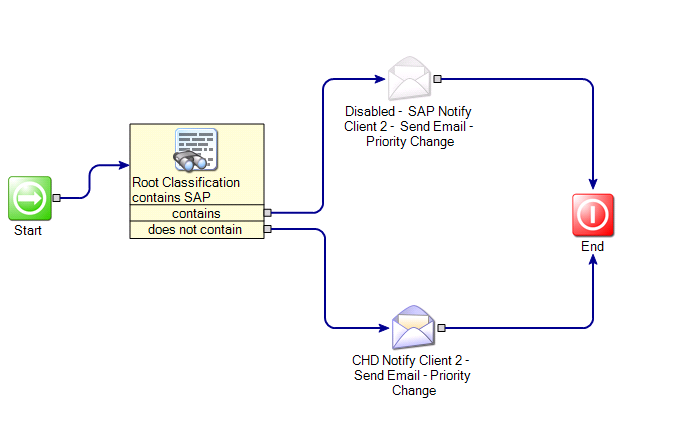 Start
Root Classification
contains SAP
contains
does not contain
Disabled - SAP Notify
Client 2 - Send Email -
Priority Change
CHD Notify Client 2 -
Send Email - Priority
Change
End